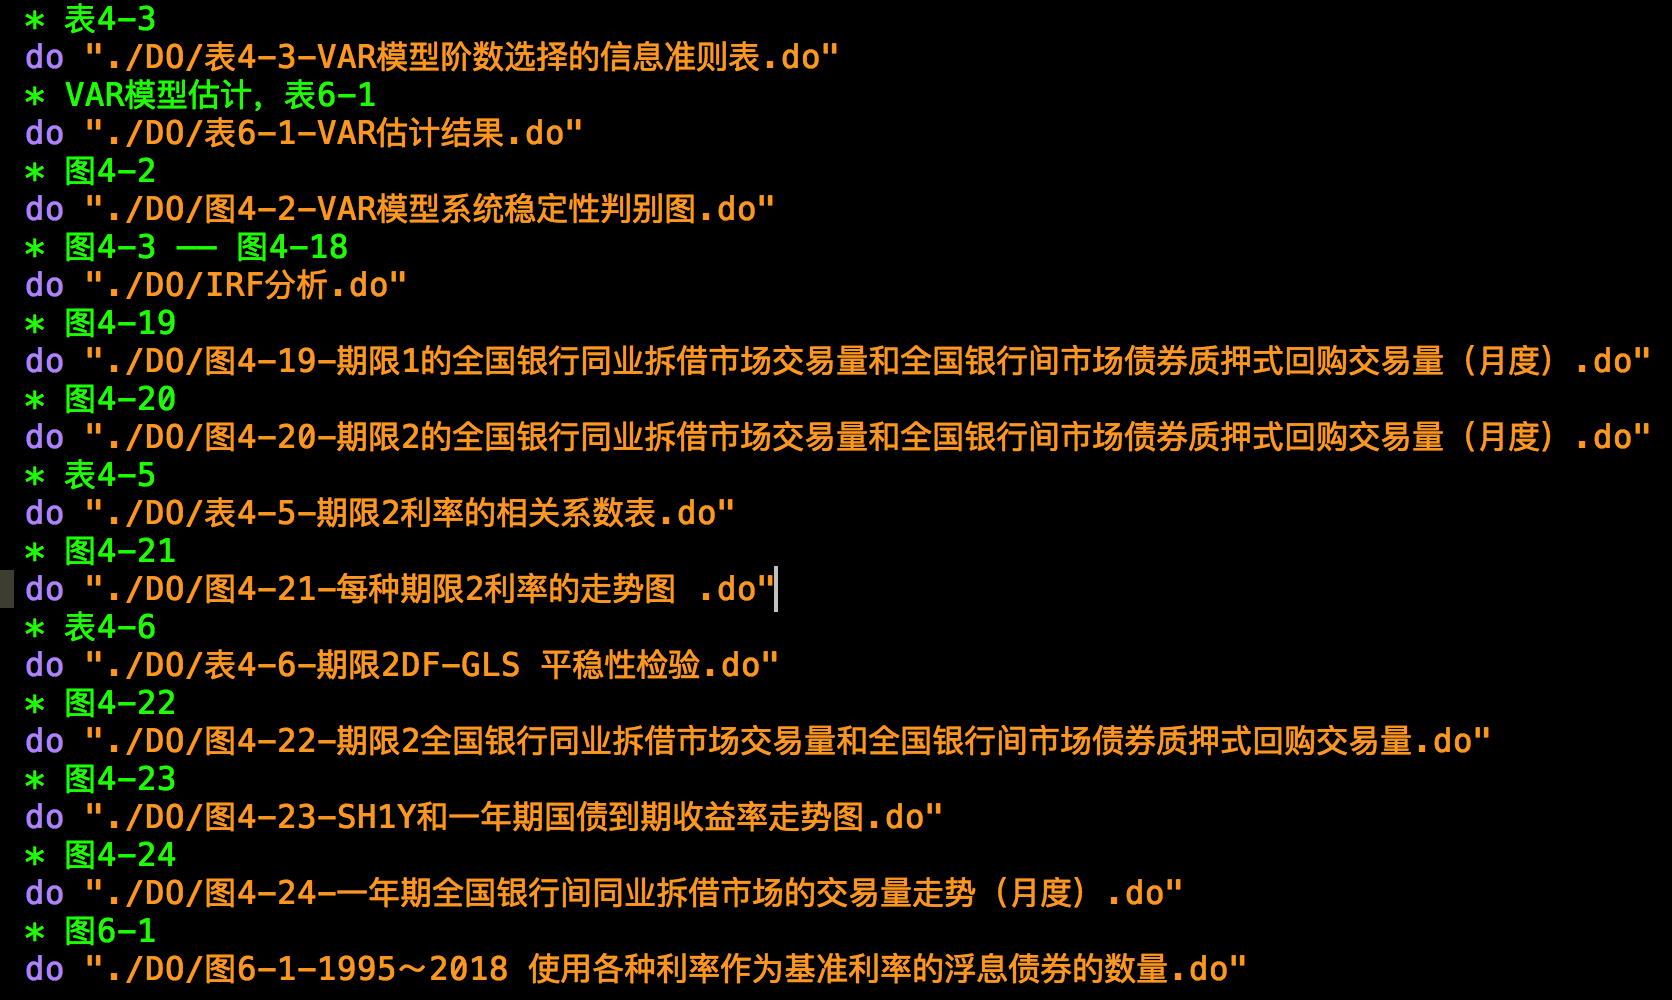 * 表4-3
do "./DO/表4-3-VAR模型阶数选择的信息准则表.do"
* VAR模型估计，表6-1
do "./DO/表6-1-VAR估计结果.do"
* 图4-2
do "./DO/图4-2-VAR模型系统稳定性判别图.do"
* 图4-3 —— 图4-18
do "./DO/IRF分析.do"
* 图4-19
do "./DO/图4-19-期限1的全国银行同业拆借市场交易量和全国银行间市场债券质押式回购交易量（月度）.do"
* 图4-20
do "./DO/图4-20-期限2的全国银行同业拆借市场交易量和全国银行间市场债券质押式回购交易量（月度）.do"
* 表4-5
do "./DO/表4-5-期限2利率的相关系数表.do"
* 图4-21
do "./DO/图4-21-每种期限2利率的走势图 .do"
* 表4-6
do "./DO/表4-6-期限2DF-GLS 平稳性检验.do"
* 图4-22
do "./DO/图4-22-期限2全国银行同业拆借市场交易量和全国银行间市场债券质押式回购交易量.do"
* 图4-23
do "./DO/图4-23-SH1Y和一年期国债到期收益率走势图.do"
* 图4-24
do "./DO/图4-24-一年期全国银行间同业拆借市场的交易量走势（月度）.do"
* 图6-1
do "./DO/图6-1-1995～2018 使用各种利率作为基准利率的浮息债券的数量.do"